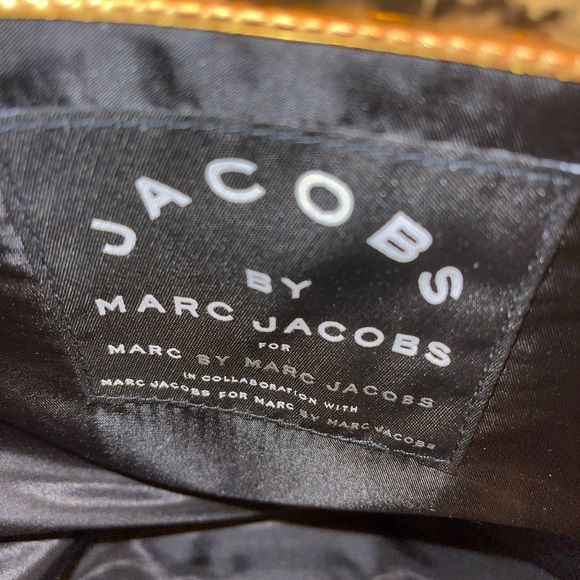 JACOBS
BY
MARC JACOBS
FOR
MARC BY MARC JACOBS
IN COLLABORATION WITH
MARC JACOBS FOR MARC BY MARC JACOBS